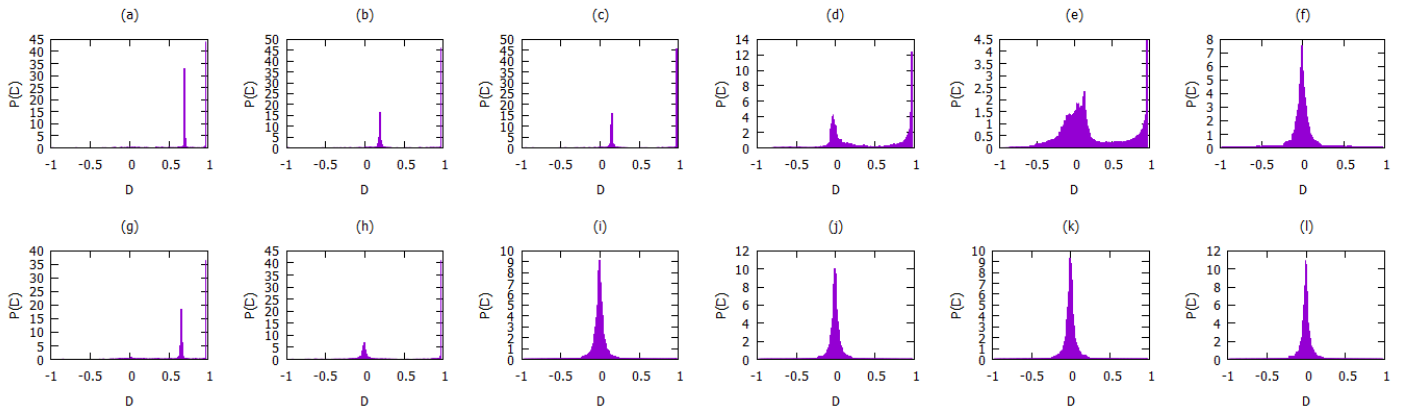 (a) (b) (c) (d) (e) (f)
45 40 35 30 25 20 15 10 5 0
P(C)
-1 -0.5 0 0.5 1
D
50 45 40 35 30 25 20 15 10 5 0
P(C)
-1 -0.5 0 0.5 1
D
50 45 40 35 30 25 20 15 10 5 0
P(C)
-1 -0.5 0 0.5 1
D
14 12 10 8 6 4 2 0
P(C)
-1 -0.5 0 0.5 1
D
4.5 4 3.5 3 2.5 2 1.5 1 0.5 0
P(C)
-1 -0.5 0 0.5 1
D
8 7 6 5 4 3 2 1 0
P(C)
-1 -0.5 0 0.5 1
D
(g) (h) (i) (j) (k) (l)
40 35 30 25 20 15 10 5 0
P(C)
-1 -0.5 0 0.5 1
D
45 40 35 30 25 20 15 10 5 0
P(C)
-1 -0.5 0 0.5 1
D
10 9 8 7 6 5 4 3 2 1 0
P(C)
-1 -0.5 0 0.5 1
D
12 10 8 6 4 2 0
P(C)
-1 -0.5 0 0.5 1
D
10 9 8 7 6 5 4 3 2 1 0
P(C)
-1 -0.5 0 0.5 1
D
12 10 8 6 4 2 0
P(C)
-1 -0.5 0 0.5 1
D